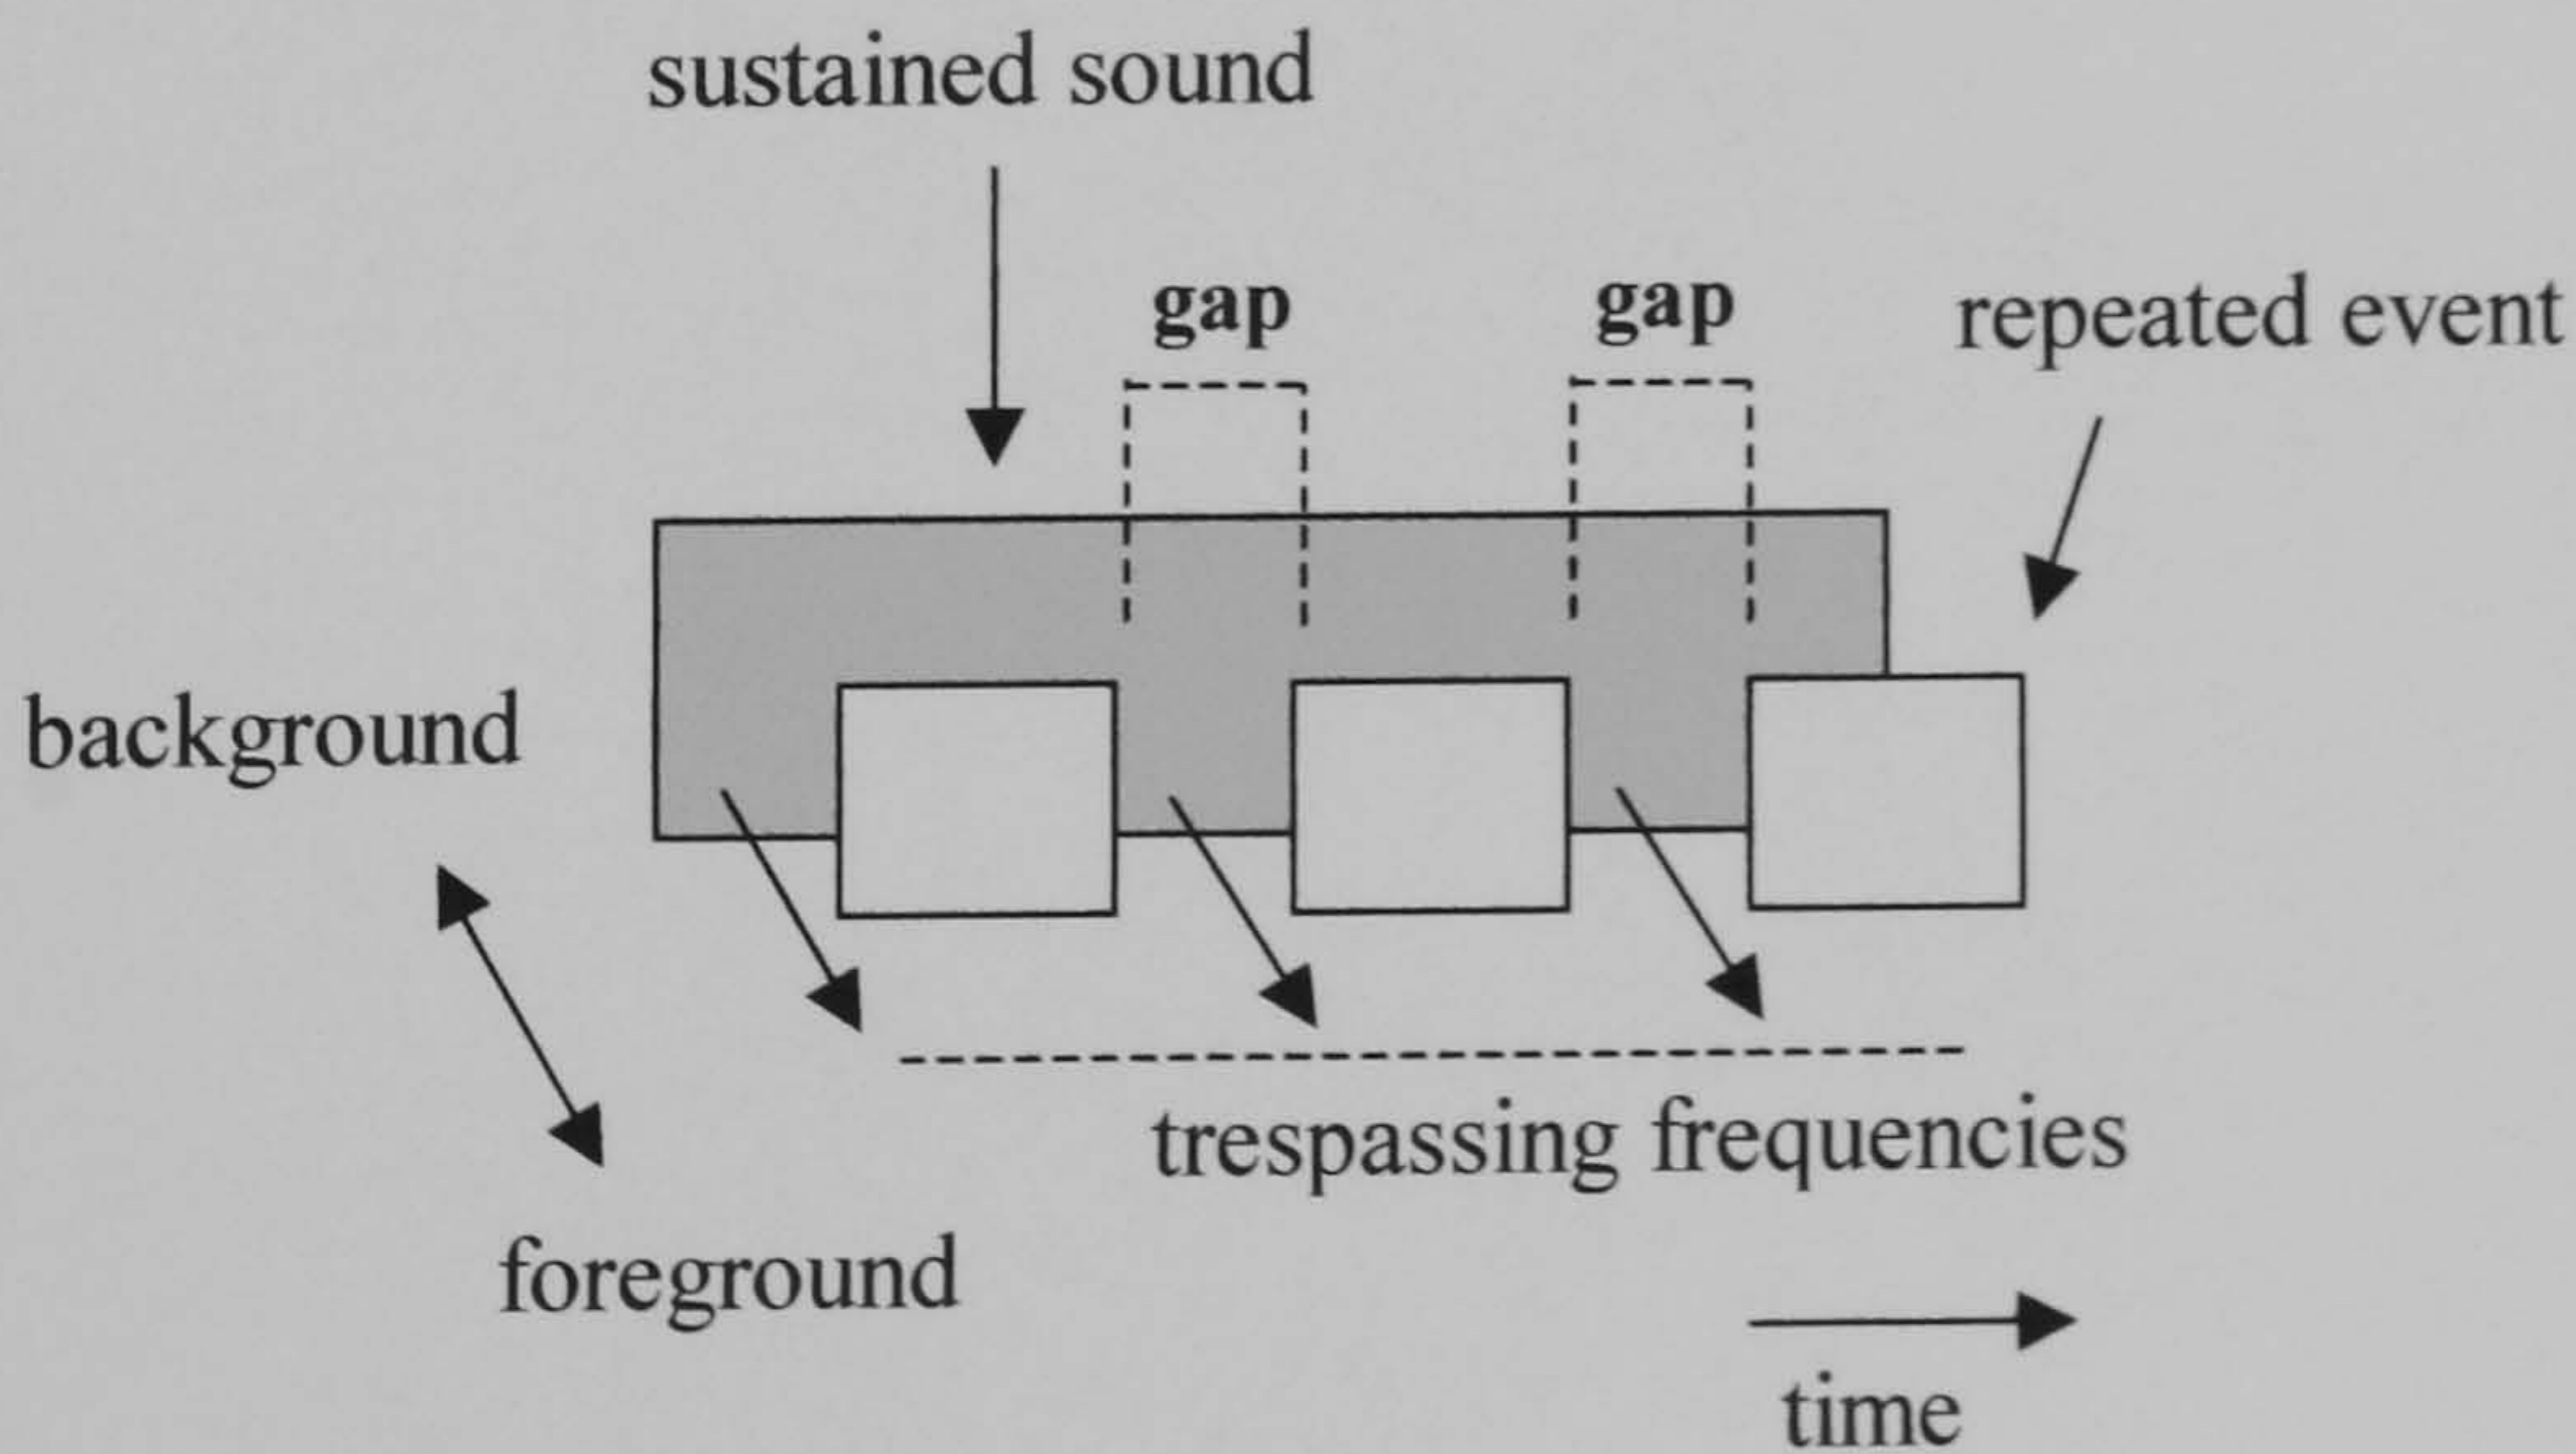 sustained sound
gap
gap
repeated event
background
trespassing frequencies
foreground
time